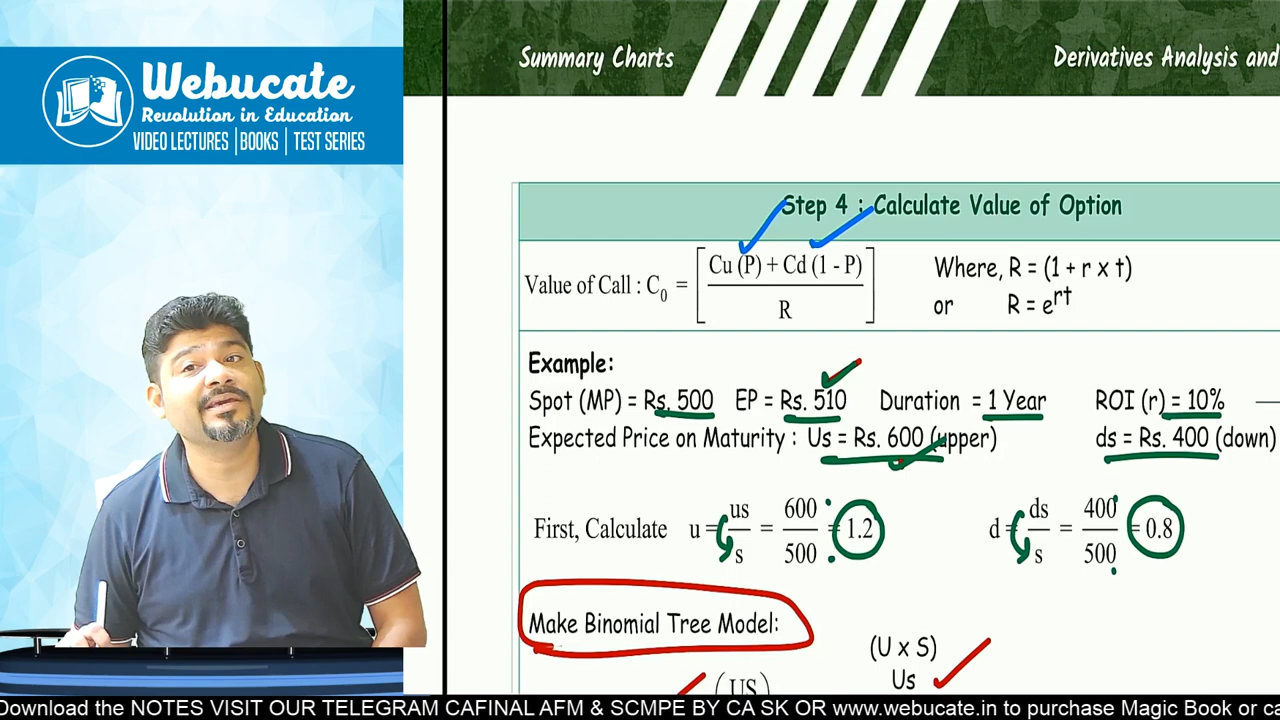 Webucate
Revolution in Education
VIDEO LECTURES | BOOKS | TEST SERIES
Summary Charts
Derivatives Analysis and
Step 4 : Calculate Value of Option
Value of Call : C₀ = [ Cu (P) + Cd (1 - P) / R ]
Where, R = (1 + r x t)
or R = e^rt
Example:
Spot (MP) = Rs. 500 EP = Rs. 510 Duration = 1 Year ROI (r) = 10%
Expected Price on Maturity : Us = Rs. 600 (upper) ds = Rs. 400 (down)
First, Calculate u = us / s = 600 / 500 = 1.2 d = ds / s = 400 / 500 = 0.8
Make Binomial Tree Model:
(U x S)
Us
(US)
Download the NOTES VISIT OUR TELEGRAM CAFINAL AFM & SCMPE BY CA SK OR www.webucate.in to purchase Magic Book or ca